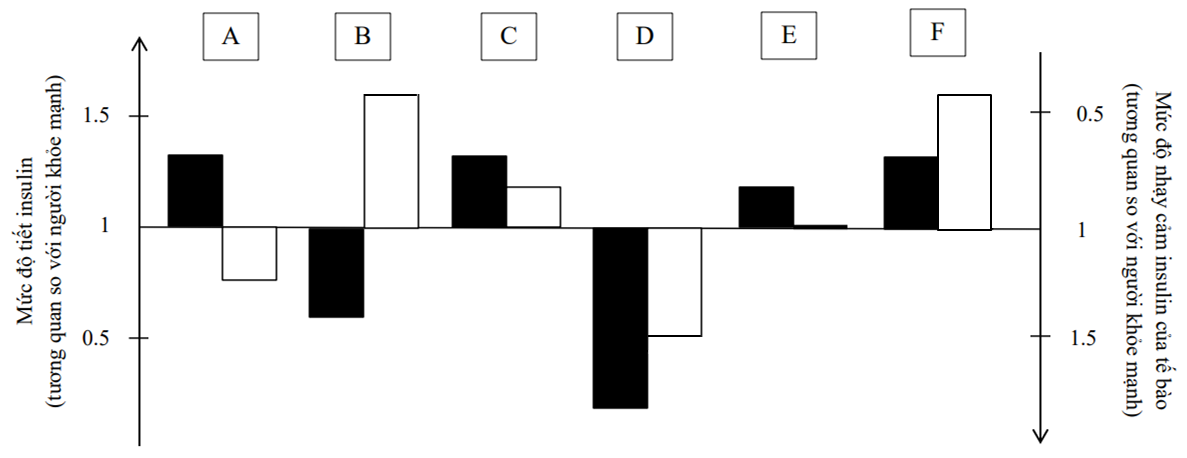 A
B
C
D
E
F
Mức độ tiết insulin
(tương quan so với người khỏe mạnh)
1.5
1
0.5
0.5
1
1.5
Mức độ nhạy cảm insulin của tế bào
(tương quan so với người khỏe mạnh)